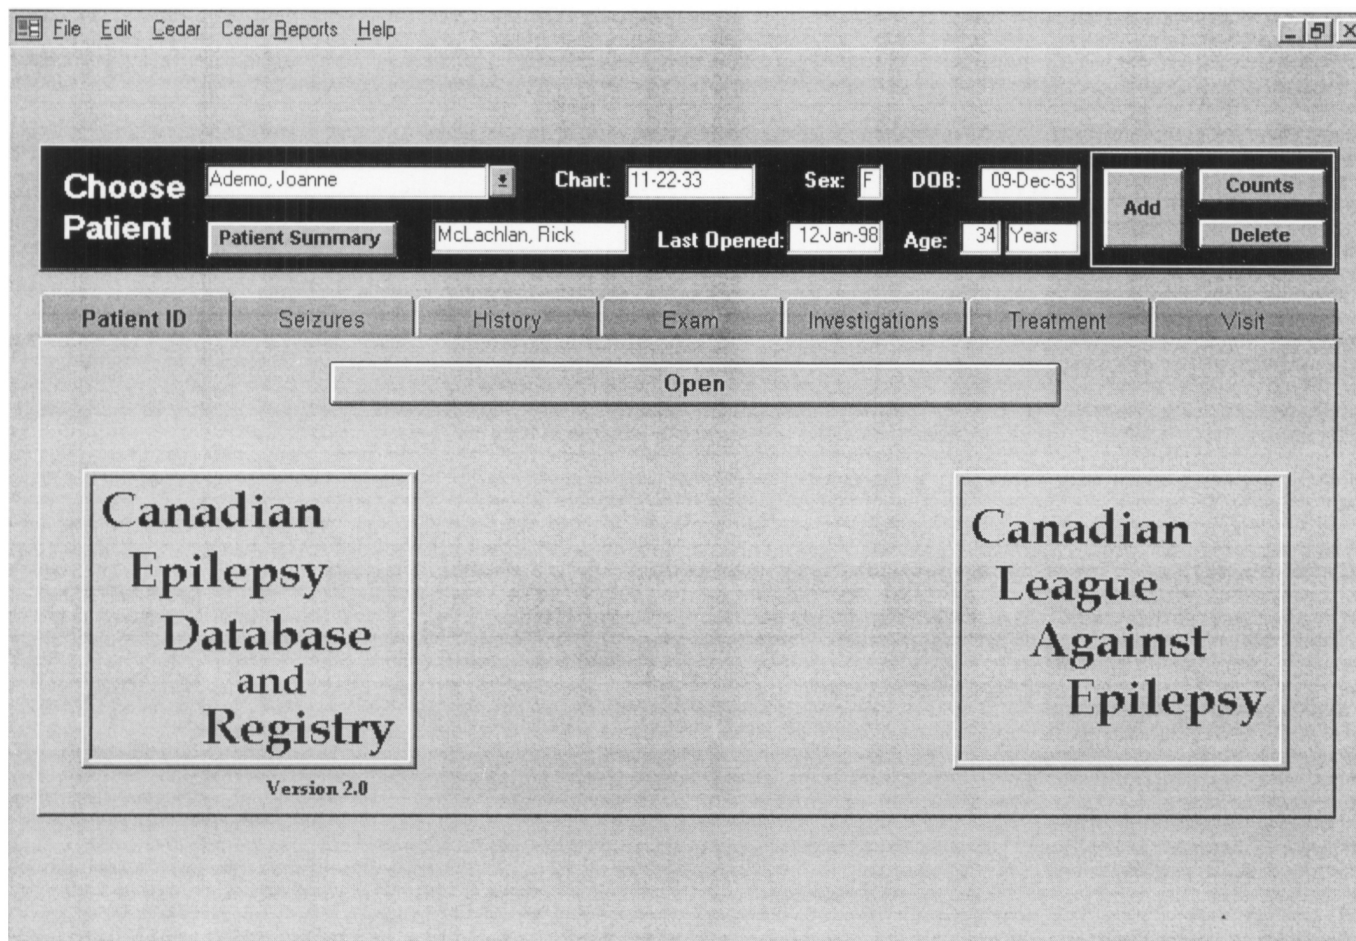 File Edit Cedar Cedar Reports Help
Choose Patient
Ademo, Joanne
Chart: 11-22-33
Sex: F
DOB: 09-Dec-63
Add
Counts
Patient Summary
McLachlan, Rick
Last Opened: 12-Jan-98
Age: 34 Years
Delete
Patient ID Seizures History Exam Investigations Treatment Visit
Open
Canadian
Epilepsy
Database
and
Registry
Version 2.0
Canadian
League
Against
Epilepsy